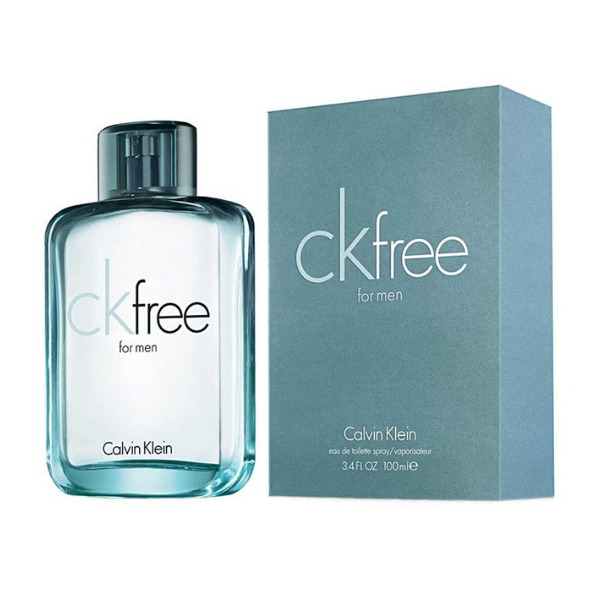 ckfree
for men
Calvin Klein
ckfree
for men
Calvin Klein
eau de toilette spray/vaporisateur
3.4 FL OZ 100ml℮